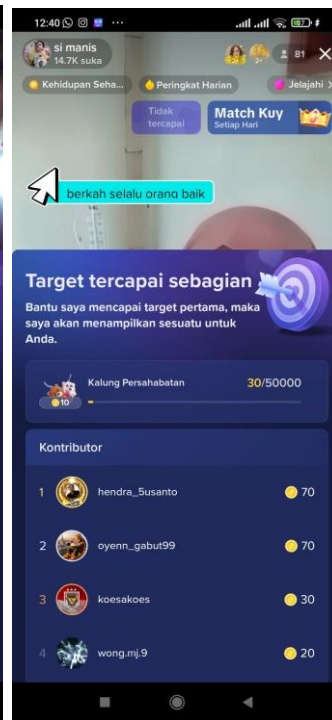 12:40
si manis
14.7K suka
81
Kehidupan Seha...
Peringkat Harian
Jelajahi
Tidak
tercapai
Match Kuy
Setiap Hari
berkah selalu orang baik
Target tercapai sebagian
Bantu saya mencapai target pertama, maka
saya akan menampilkan sesuatu untuk
Anda.
Kalung Persahabatan
30/50000
10
Kontributor
1 hendra_5usanto 70
2 oyenn_gabut99 70
3 koesakoes 30
4 wong.mj.9 20